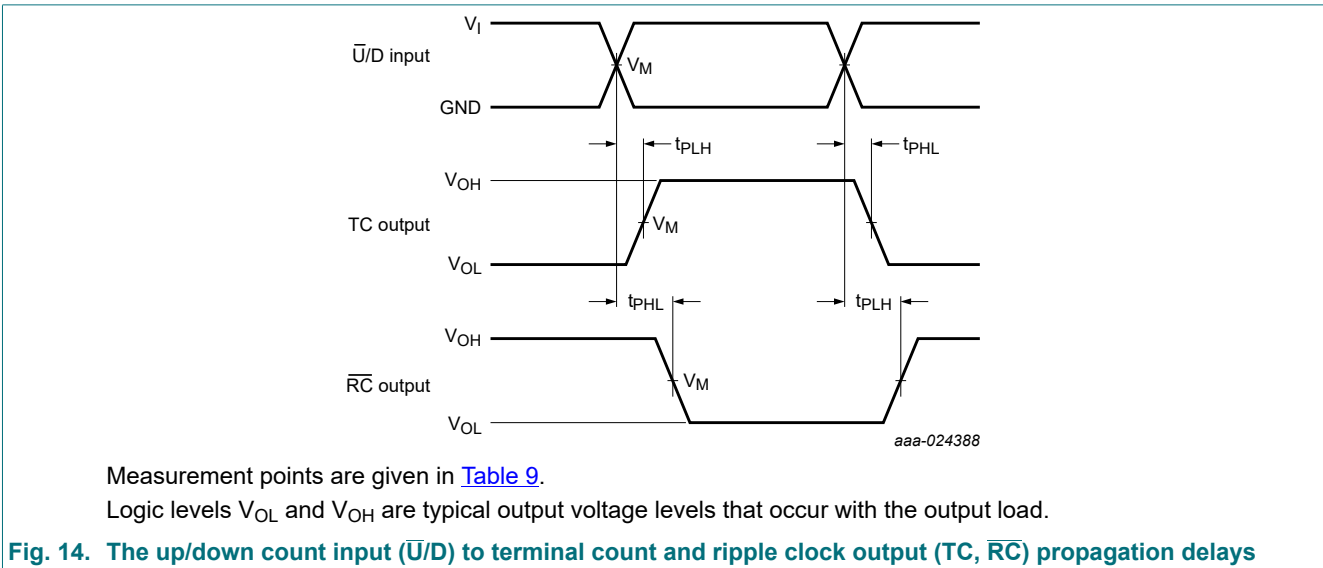 V_I
U̅/D input
V_M
GND
t_PLH
t_PHL
V_OH
TC output
V_M
V_OL
t_PHL
t_PLH
V_OH
R̅C̅ output
V_M
V_OL
aaa-024388
Measurement points are given in Table 9.
Logic levels V_OL and V_OH are typical output voltage levels that occur with the output load.
Fig. 14. The up/down count input (U̅/D) to terminal count and ripple clock output (TC, R̅C̅) propagation delays